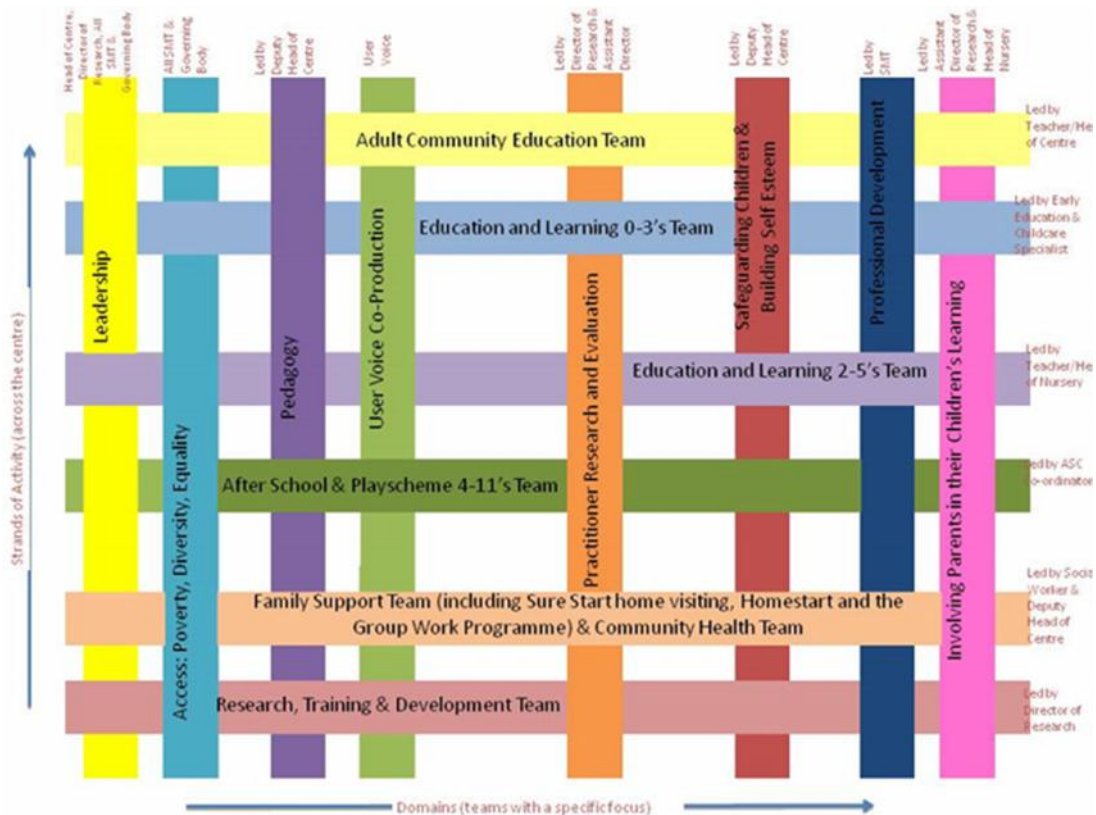 Head of Centre,
Director of
Research, All
SMT &
Governing Body
All SMT &
Governing
Body
Led by
Deputy
Head of
Centre
User
Voice
Led by
Director of
Research &
Assistant
Director
Led by
Deputy
Head of
Centre
Led by
SMT
Led by
Assistant
Director of
Research &
Head of
Nursery
Adult Community Education Team
Led by
Teacher/He
of Centre
Education and Learning 0-3's Team
Led by Early
Education &
Childcare
Specialist
Education and Learning 2-5's Team
Led by
Teacher/He
of Nursery
After School & Playscheme 4-11's Team
Led by ASC
Co-ordinator
Family Support Team (including Sure Start home visiting, Homestart and the
Group Work Programme) & Community Health Team
Led by Socia
Worker &
Deputy
Head of
Centre
Research, Training & Development Team
Led by
Director of
Research
Leadership
Access: Poverty, Diversity, Equality
Pedagogy
User Voice Co-Production
Practitioner Research and Evaluation
Safeguarding Children &
Building Self Esteem
Professional Development
Involving Parents in their Children's Learning
Strands of Activity (across the centre)
Domains (teams with a specific focus)